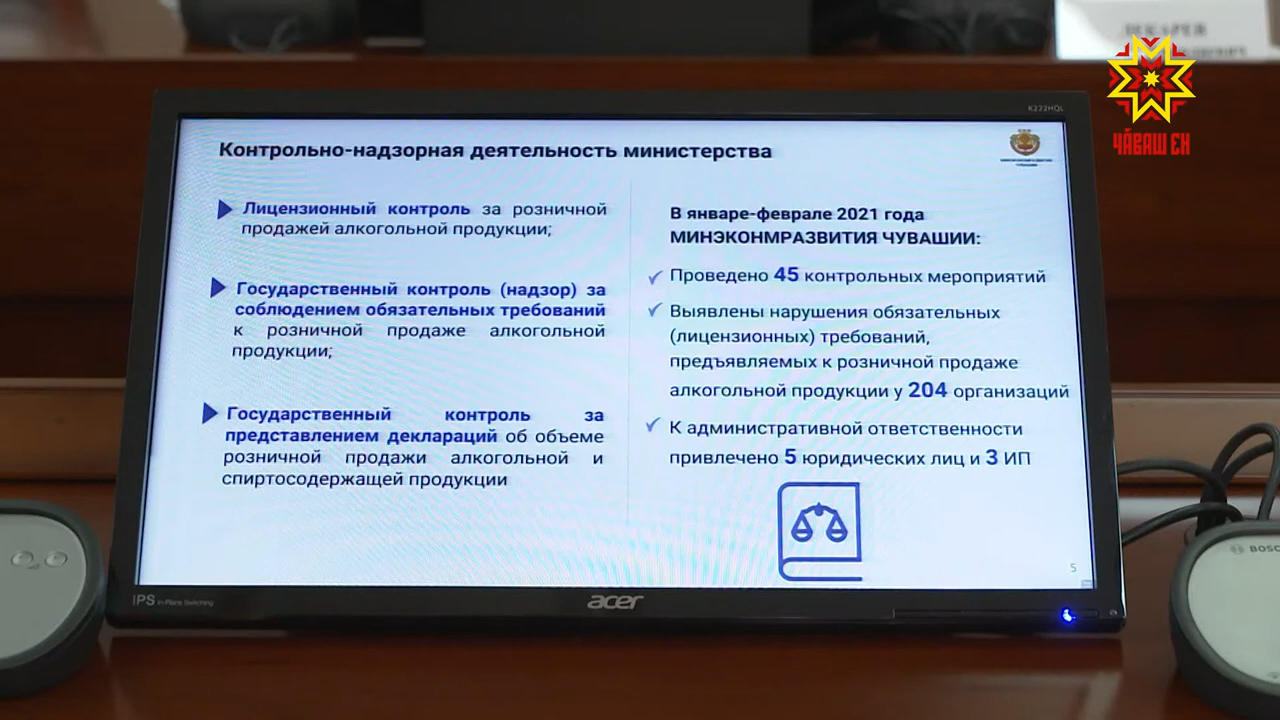 K272HQL
ЧӐВАШ ЕН
Контрольно-надзорная деятельность министерства
Лицензионный контроль за розничной
продажей алкогольной продукции;
Государственный контроль (надзор) за
соблюдением обязательных требований
к розничной продаже алкогольной
продукции;
Государственный контроль за
представлением деклараций об объеме
розничной продажи алкогольной и
спиртосодержащей продукции
В январе-феврале 2021 года
МИНЭКОНМРАЗВИТИЯ ЧУВАШИИ:
Проведено 45 контрольных мероприятий
Выявлены нарушения обязательных
(лицензионных) требований,
предъявляемых к розничной продаже
алкогольной продукции у 204 организаций
К административной ответственности
привлечено 5 юридических лиц и 3 ИП
5
IPS In-Plane Switching
acer
BOSC